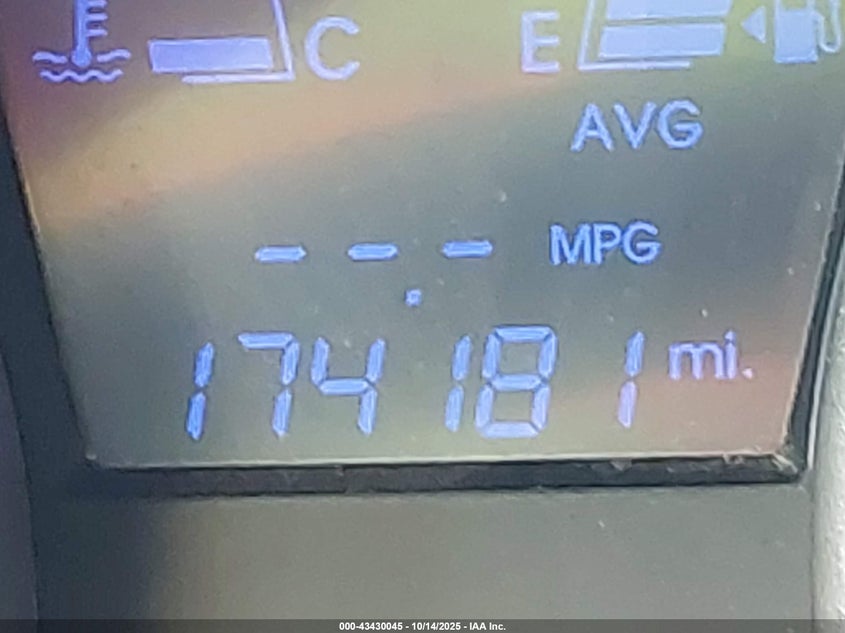 C E
AVG
---.- MPG
174181 mi.
000-43430045 - 10/14/2025 - IAA Inc.